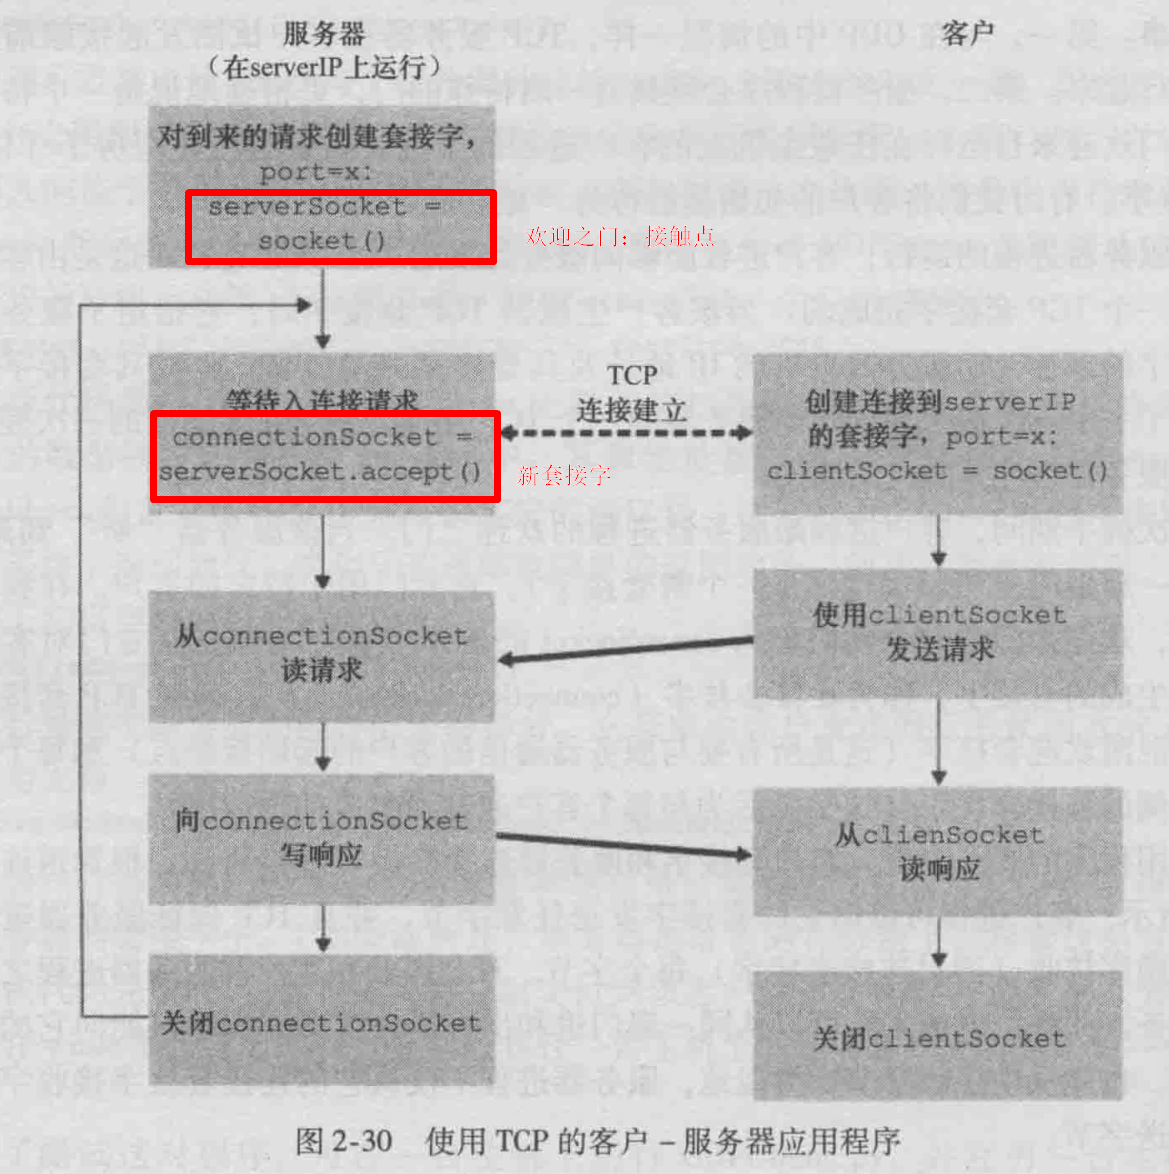 服务器
(在serverIP上运行)
客户
对到来的请求创建套接字,
port=x:
serverSocket =
socket()
欢迎之门:接触点
等待入连接请求
connectionSocket =
serverSocket.accept()
新套接字
TCP
连接建立
创建连接到serverIP
的套接字,port=x:
clientSocket = socket()
从connectionSocket
读请求
使用clientSocket
发送请求
向connectionSocket
写响应
从clienSocket
读响应
关闭connectionSocket
关闭clientSocket
图 2-30 使用 TCP 的客户 – 服务器应用程序